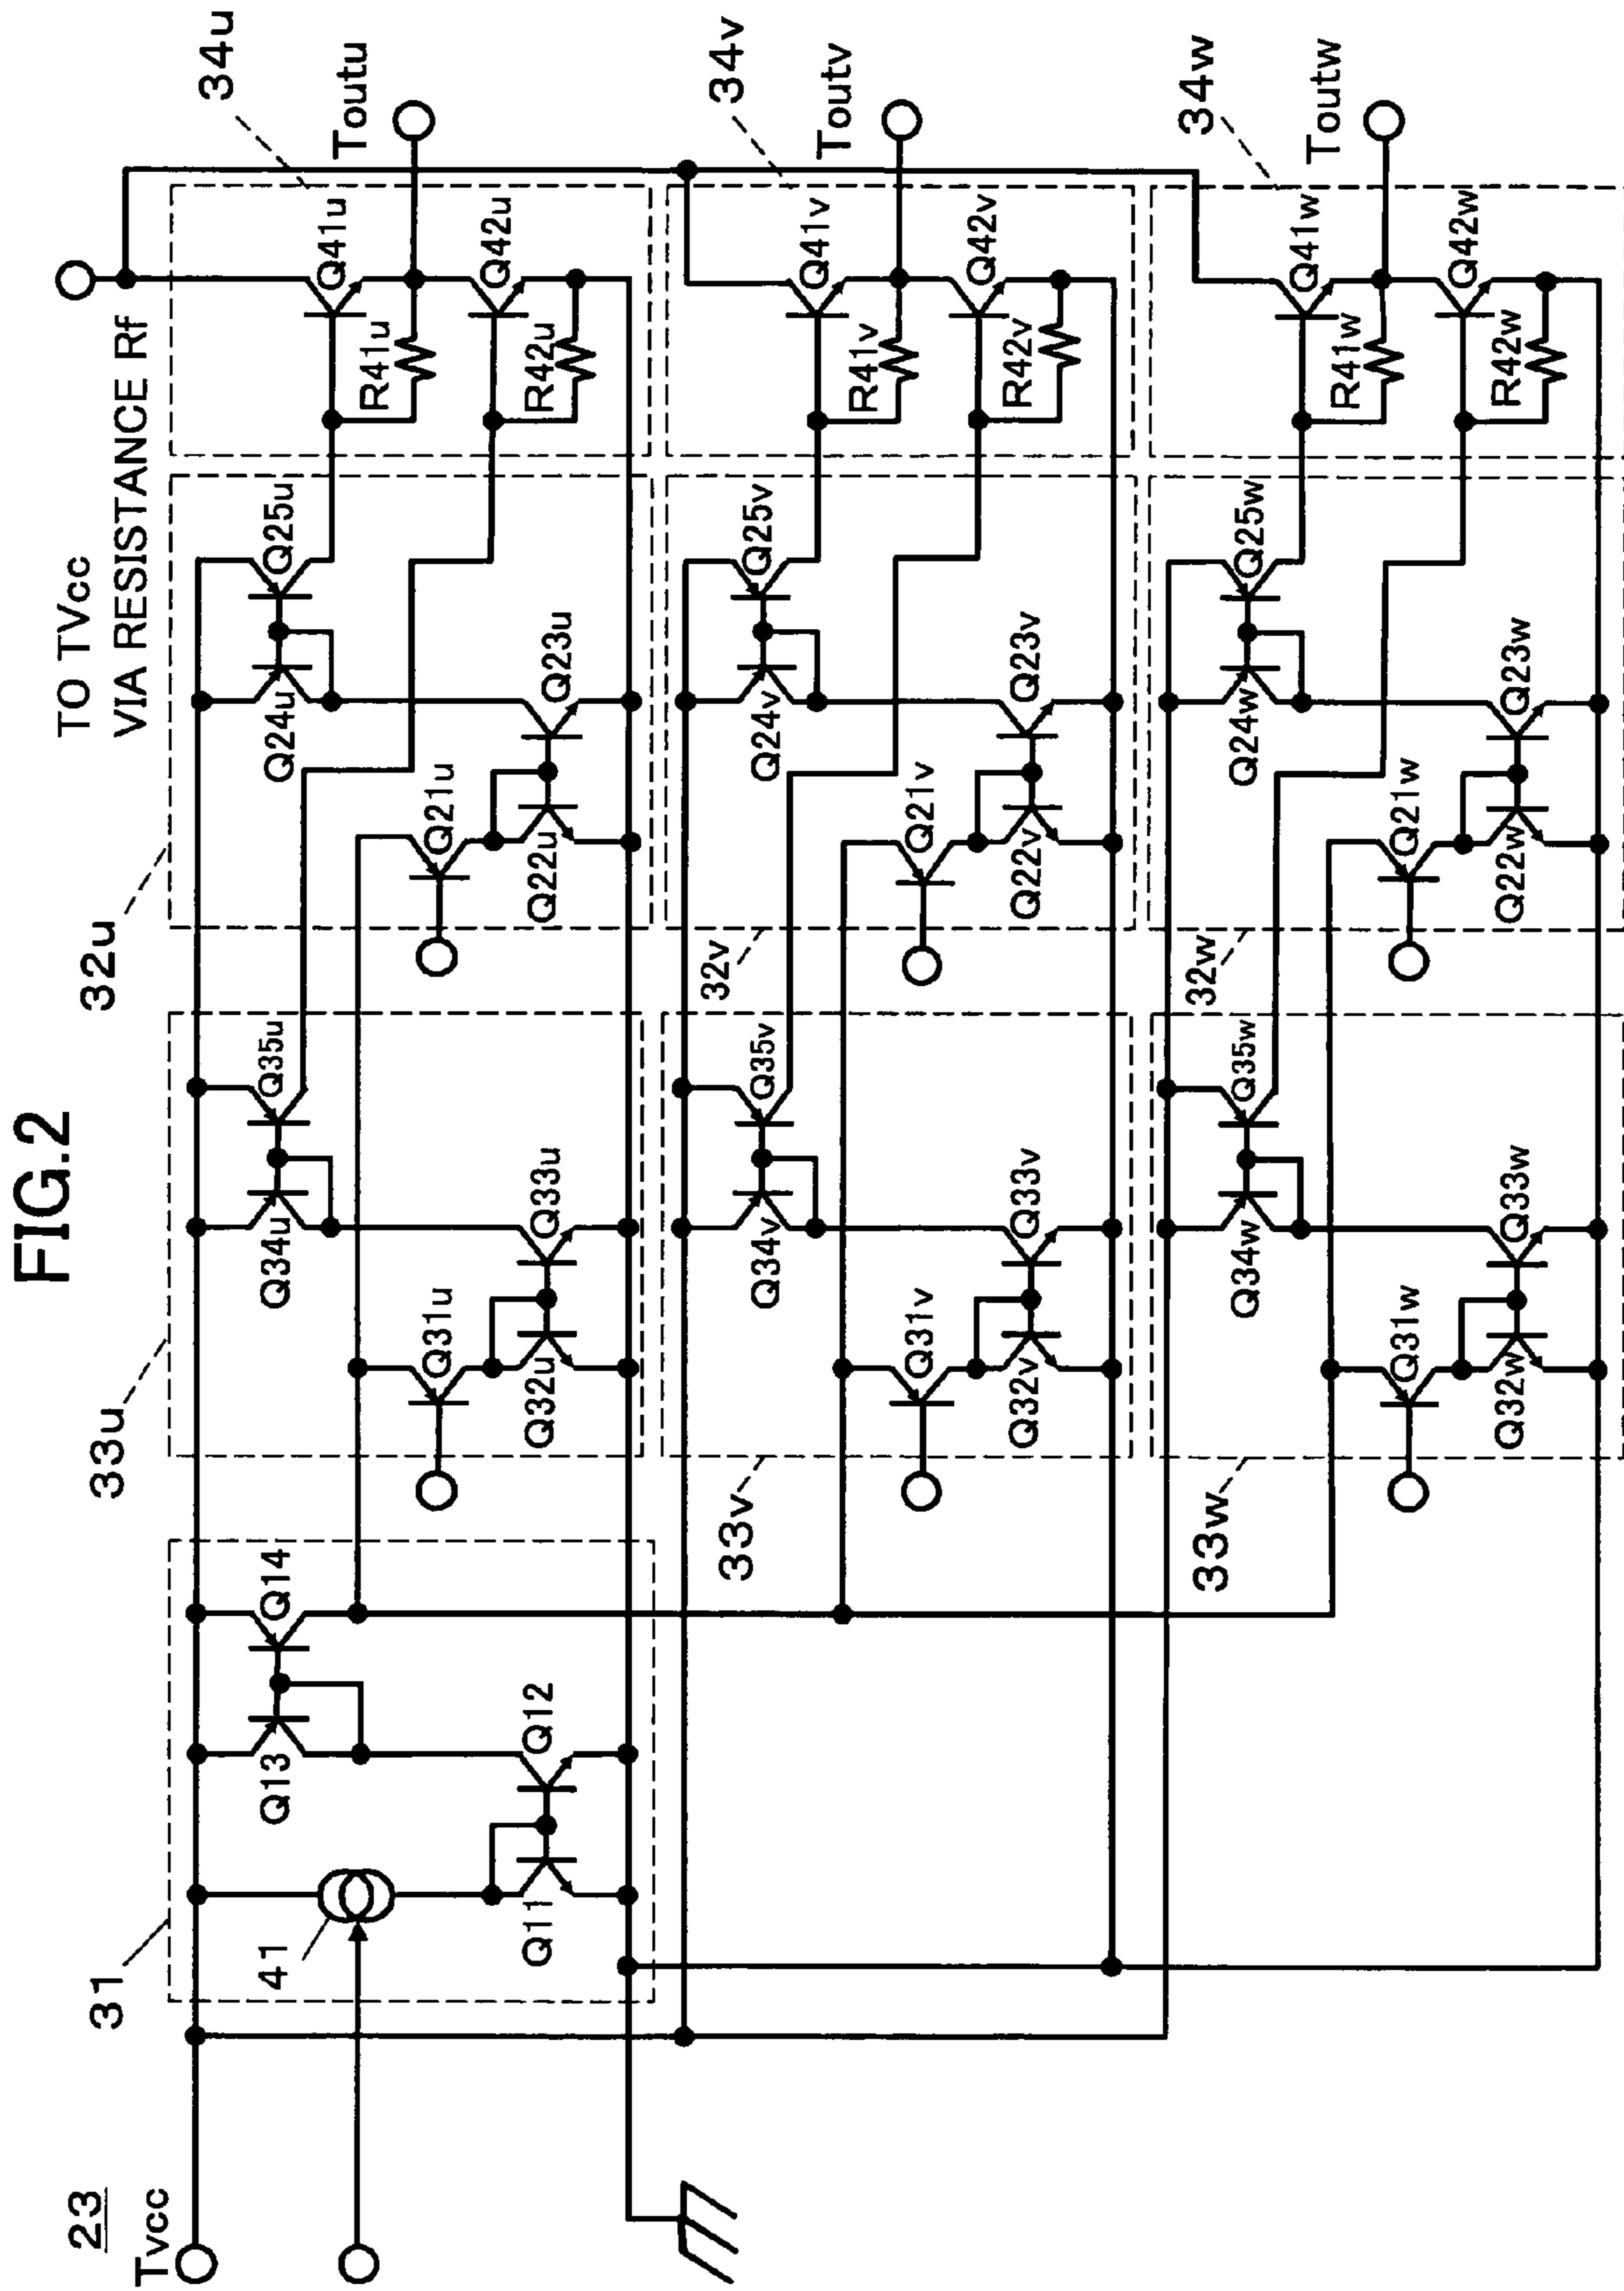 FIG.2
23
Tvcc
31
41
Q11
Q12
Q13
Q14
33u
Q31u
Q32u
Q33u
Q34u
Q35u
32u
Q21u
Q22u
Q23u
Q24u
Q25u
TO TVcc
VIA RESISTANCE Rf
34u
Q41u
Q42u
R41u
R42u
Toutu
33v
Q31v
Q32v
Q33v
Q34v
Q35v
32v
Q21v
Q22v
Q23v
Q24v
Q25v
34v
Q41v
Q42v
R41v
R42v
Toutv
33w
Q31w
Q32w
Q33w
Q34w
Q35w
32w
Q21w
Q22w
Q23w
Q24w
Q25w
34w
Q41w
Q42w
R41w
R42w
Toutw